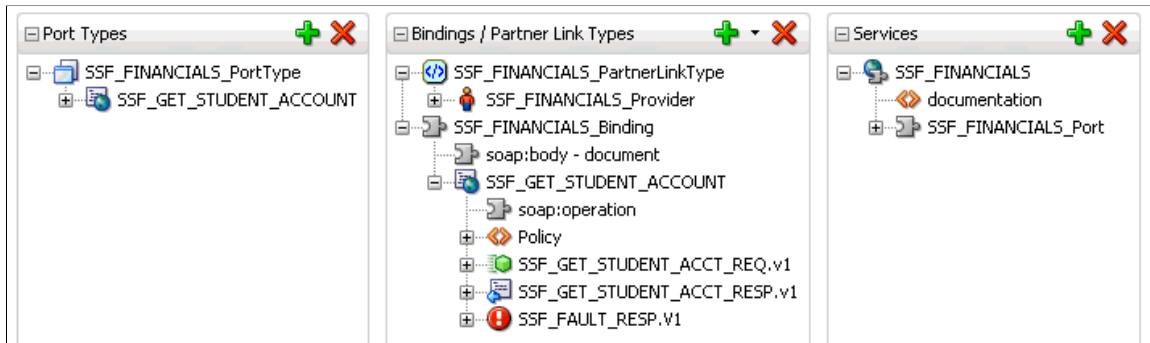 Port Types
SSF_FINANCIALS_PortType
SSF_GET_STUDENT_ACCOUNT
Bindings / Partner Link Types
SSF_FINANCIALS_PartnerLinkType
SSF_FINANCIALS_Provider
SSF_FINANCIALS_Binding
soap:body - document
SSF_GET_STUDENT_ACCOUNT
soap:operation
Policy
SSF_GET_STUDENT_ACCT_REQ.v1
SSF_GET_STUDENT_ACCT_RESP.v1
SSF_FAULT_RESP.V1
Services
SSF_FINANCIALS
documentation
SSF_FINANCIALS_Port